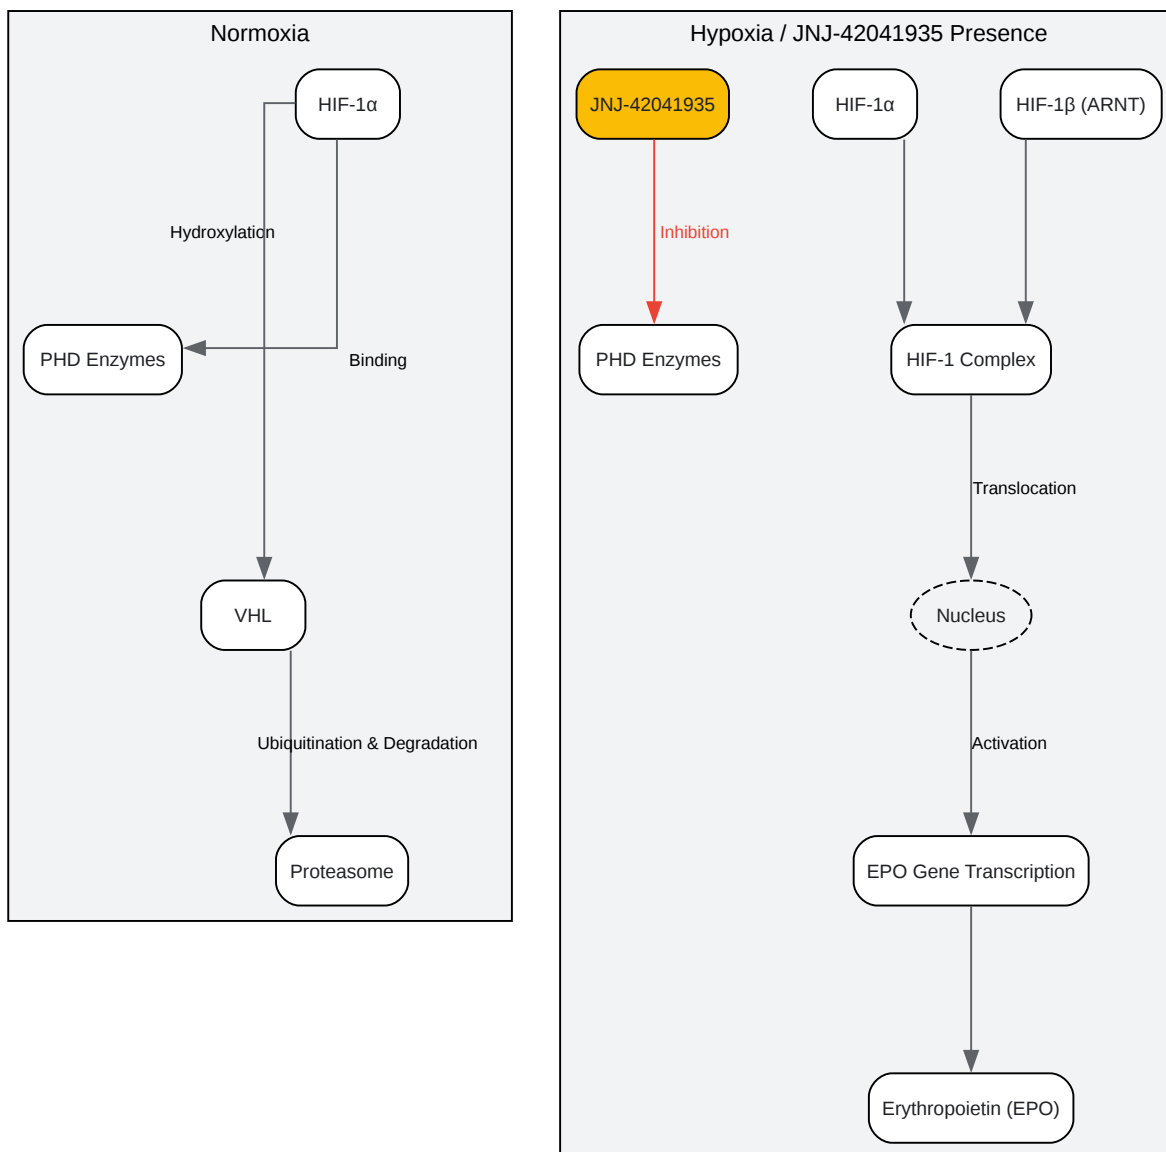 Normoxia
HIF-1α
Hydroxylation
PHD Enzymes
Binding
VHL
Ubiquitination & Degradation
Proteasome
Hypoxia / JNJ-42041935 Presence
JNJ-42041935
HIF-1α
HIF-1β (ARNT)
Inhibition
PHD Enzymes
HIF-1 Complex
Translocation
Nucleus
Activation
EPO Gene Transcription
Erythropoietin (EPO)